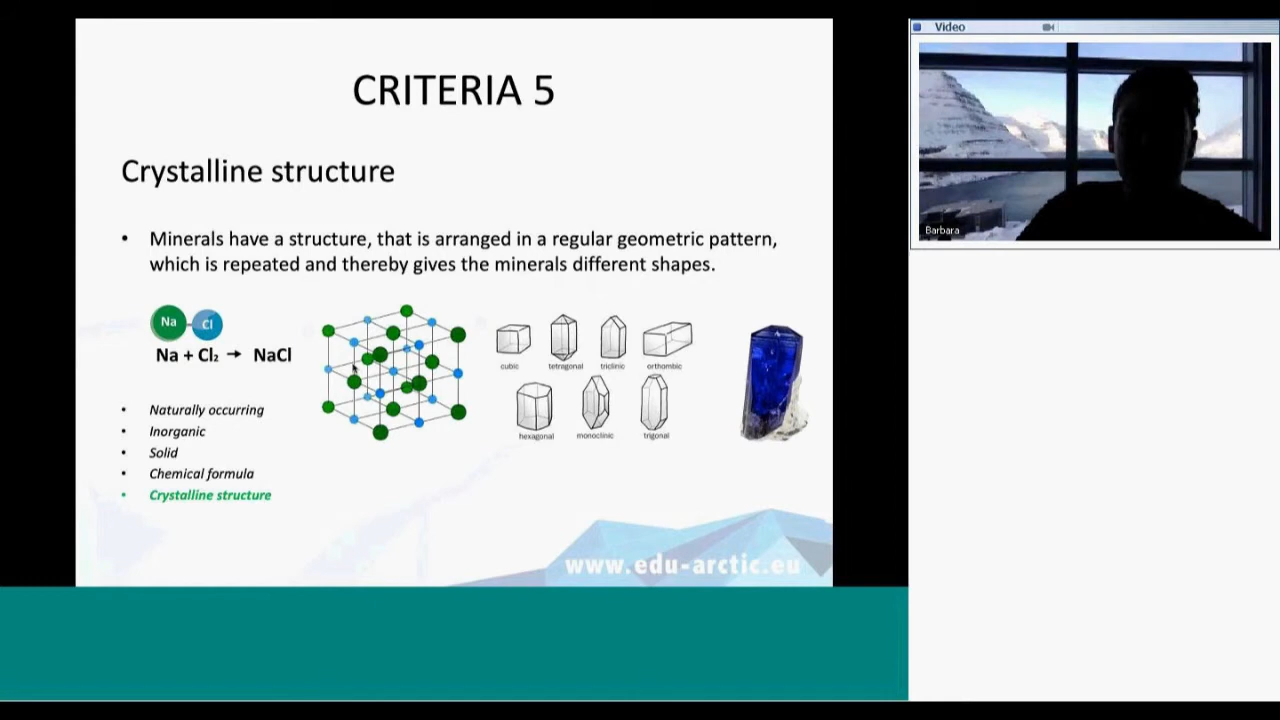 CRITERIA 5
Crystalline structure
• Minerals have a structure, that is arranged in a regular geometric pattern,
which is repeated and thereby gives the minerals different shapes.
Na Cl
Na + Cl₂ → NaCl
cubic tetragonal triclinic orthombic
hexagonal monoclinic trigonal
• Naturally occurring
• Inorganic
• Solid
• Chemical formula
• Crystalline structure
www.edu-arctic.eu
Video
Barbara